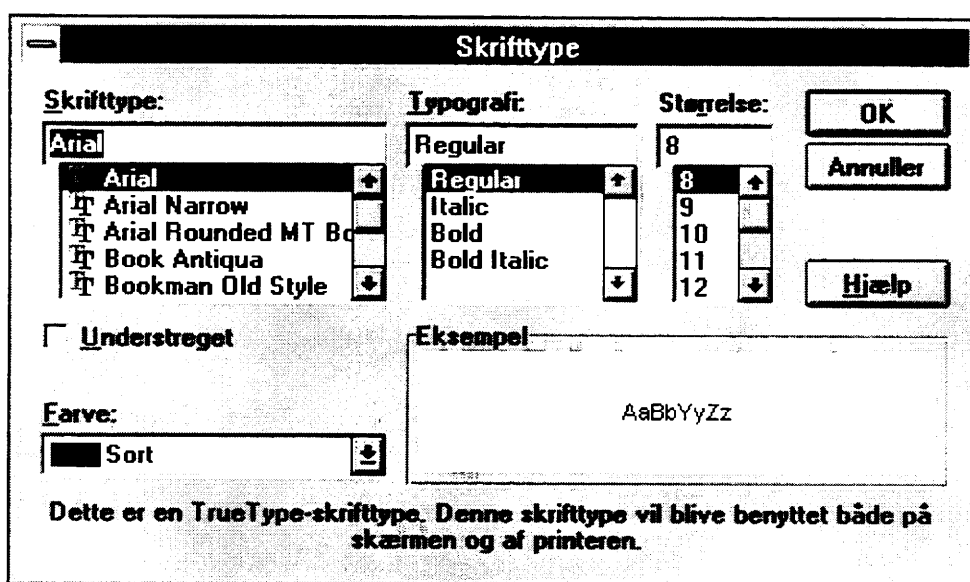 Skrifttype
Skrifttype:
Arial
Arial
Arial Narrow
Arial Rounded MT Bo
Book Antiqua
Bookman Old Style
Typografi:
Regular
Regular
Italic
Bold
Bold Italic
Størrelse:
8
8
9
10
11
12
OK
Annuller
Hjælp
Understreget
Farve:
Sort
Eksempel
AaBbYyZz
Dette er en TrueType-skrifttype. Denne skrifttype vil blive benyttet både på
skærmen og af printeren.